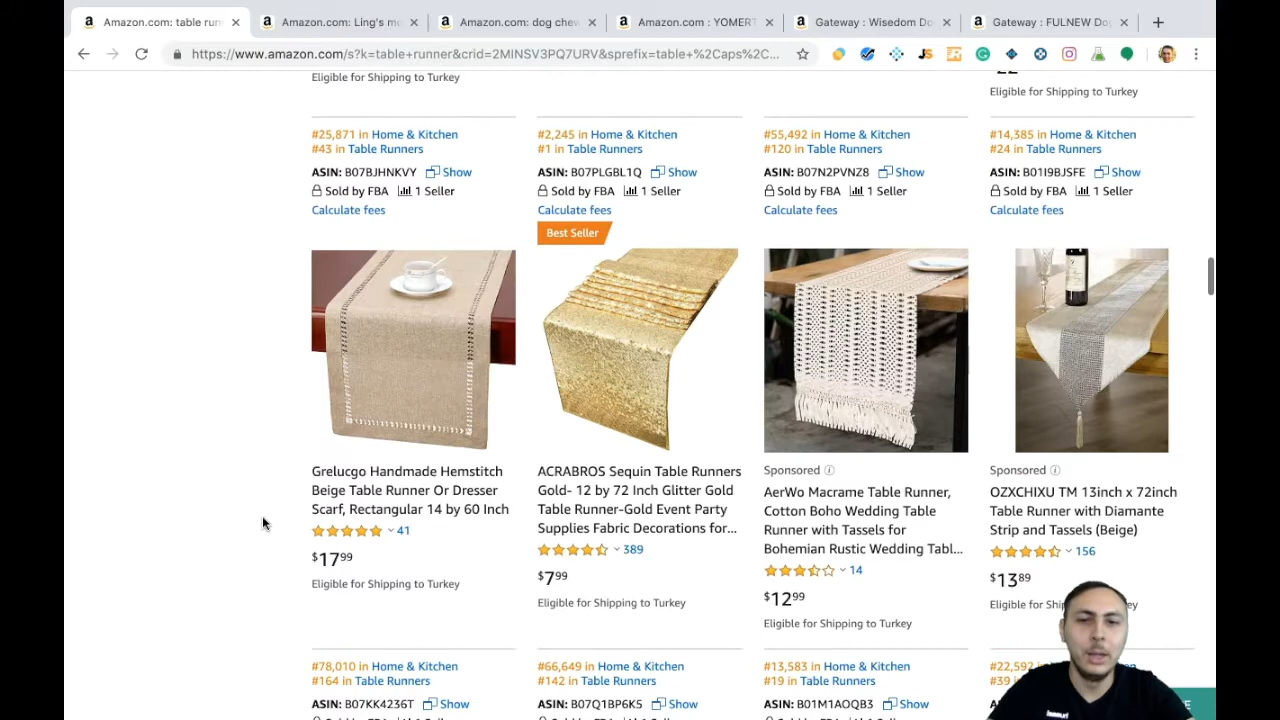 Amazon.com: table run
Amazon.com: Ling's mo
Amazon.com: dog chew
Amazon.com : YOMERT
Gateway : Wisedom Do
Gateway : FULNEW Do
https://www.amazon.com/s?k=table+runner&crid=2MINSV3PQ7URV&sprefix=table+%2Caps%2C...
Eligible for Shipping to Turkey
Eligible for Shipping to Turkey
#25,871 in Home & Kitchen
#43 in Table Runners
ASIN: B07BJHNKVY Show
Sold by FBA 1 Seller
Calculate fees
#2,245 in Home & Kitchen
#1 in Table Runners
ASIN: B07PLGBL1Q Show
Sold by FBA 1 Seller
Calculate fees
#55,492 in Home & Kitchen
#120 in Table Runners
ASIN: B07N2PVNZ8 Show
Sold by FBA 1 Seller
Calculate fees
#14,385 in Home & Kitchen
#24 in Table Runners
ASIN: B01I9BJSFE Show
Sold by FBA 1 Seller
Calculate fees
Grelucgo Handmade Hemstitch
Beige Table Runner Or Dresser
Scarf, Rectangular 14 by 60 Inch
41
$1799
Eligible for Shipping to Turkey
Best Seller
ACRABROS Sequin Table Runners
Gold- 12 by 72 Inch Glitter Gold
Table Runner-Gold Event Party
Supplies Fabric Decorations for...
389
$799
Eligible for Shipping to Turkey
Sponsored
AerWo Macrame Table Runner,
Cotton Boho Wedding Table
Runner with Tassels for
Bohemian Rustic Wedding Tabl...
14
$1299
Eligible for Shipping to Turkey
Sponsored
OZXCHIXU TM 13inch x 72inch
Table Runner with Diamante
Strip and Tassels (Beige)
156
$1389
Eligible for
#78,010 in Home & Kitchen
#164 in Table Runners
ASIN: B07KK4236T Show
#66,649 in Home & Kitchen
#142 in Table Runners
ASIN: B07Q1BP6K5 Show
#13,583 in Home & Kitchen
#19 in Table Runners
ASIN: B01M1AOQB3 Show
#22,592
#39